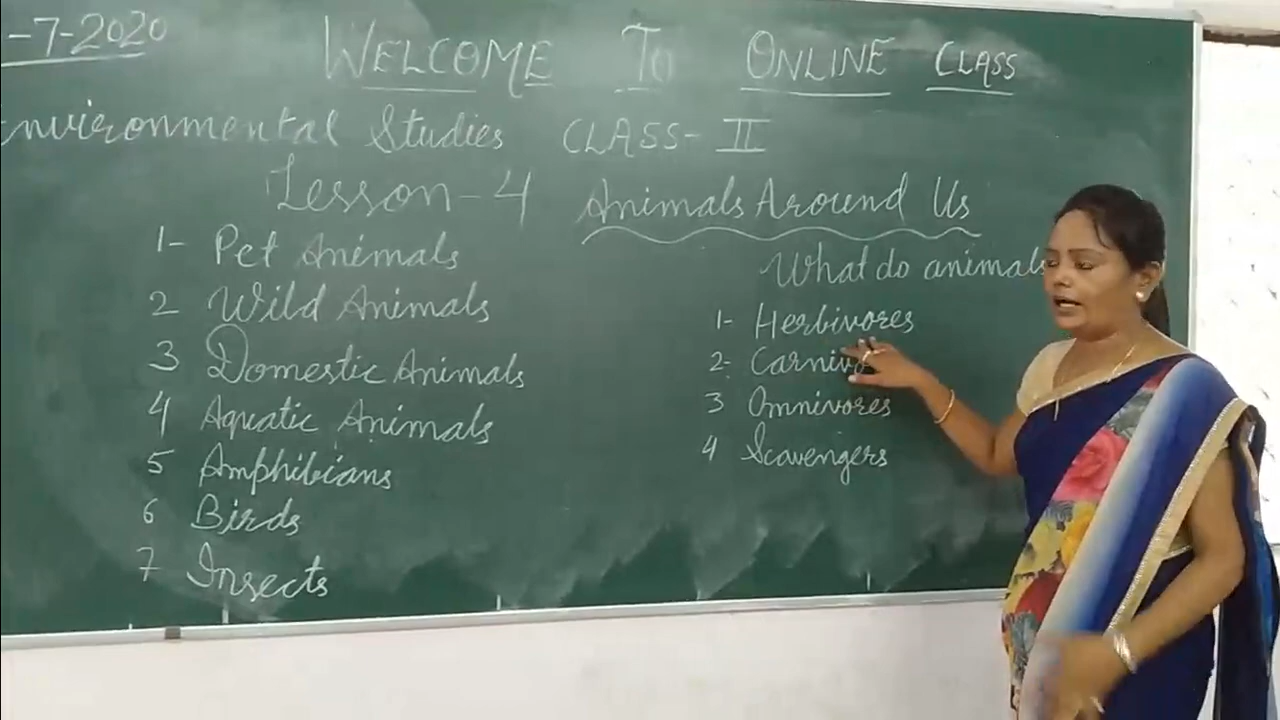 -7-2020
WELCOME TO ONLINE CLASS
Environmental Studies CLASS- II
Lesson-4 Animals Around Us
1- Pet Animals
2 Wild Animals
3 Domestic Animals
4 Aquatic Animals
5 Amphibians
6 Birds
7 Insects
What do animal
1- Herbivores
2- Carnivo
3 Omnivores
4 Scavengers